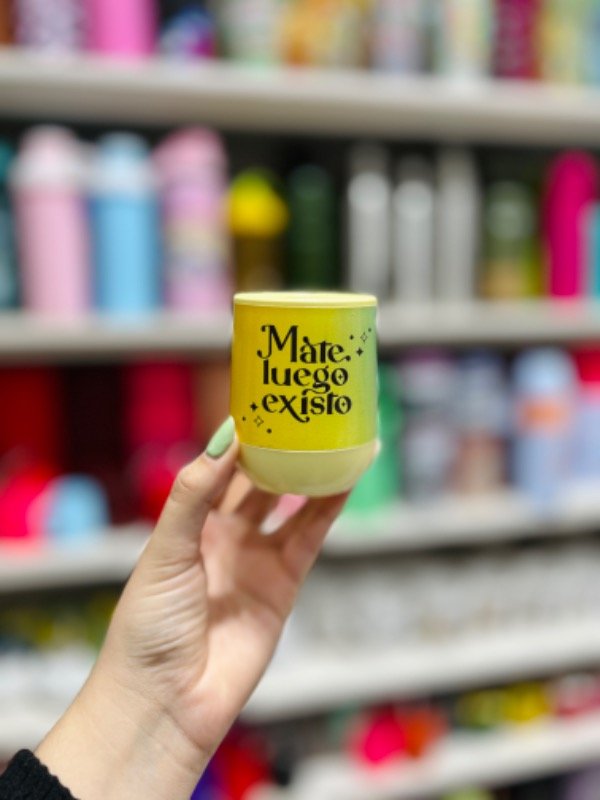 Mate,
luego
existo